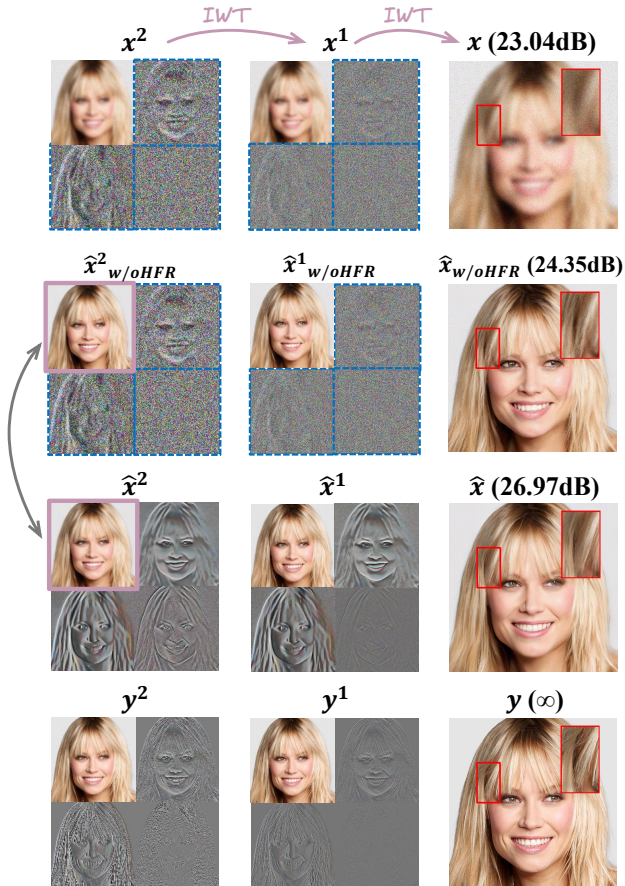 IWT IWT
x² x¹ x (23.04dB)
x̂²w/oHFR x̂¹w/oHFR x̂w/oHFR (24.35dB)
x̂² x̂¹ x̂ (26.97dB)
y² y¹ y (∞)